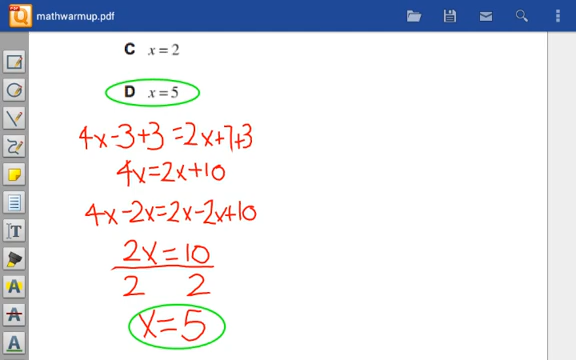 mathwarmup.pdf
C x = 2
D x = 5
4x-3+3=2x+7+3
4x=2x+10
4x-2x=2x-2x+10
2x=10
2 2
x=5
T
A
A
A